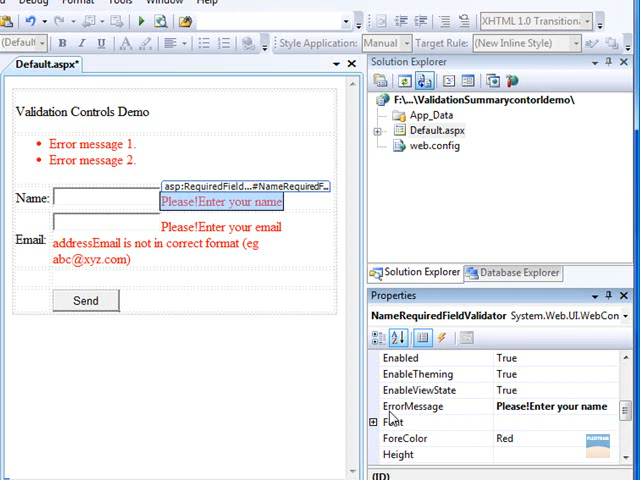 Debug Format Table Tools Window Help
Style Application: Manual Target Rule: (New Inline Style)
XHTML 1.0 Transitiona
(Default
B I U A
Default.aspx*
Validation Controls Demo
• Error message 1.
• Error message 2.
asp:RequiredField...#NameRequiredF...
Name:
Please!Enter your name
Please!Enter your email
Email:
addressEmail is not in correct format (eg
abc@xyz.com)
Send
Solution Explorer
F:\...\ValidationSummarycontorldemo\
App_Data
Default.aspx
web.config
Solution Explorer
Database Explorer
Properties
NameRequiredFieldValidator System.Web.UI.WebCon
Enabled True
EnableTheming True
EnableViewState True
ErrorMessage Please!Enter your name
Font
ForeColor Red
Height
(ID)